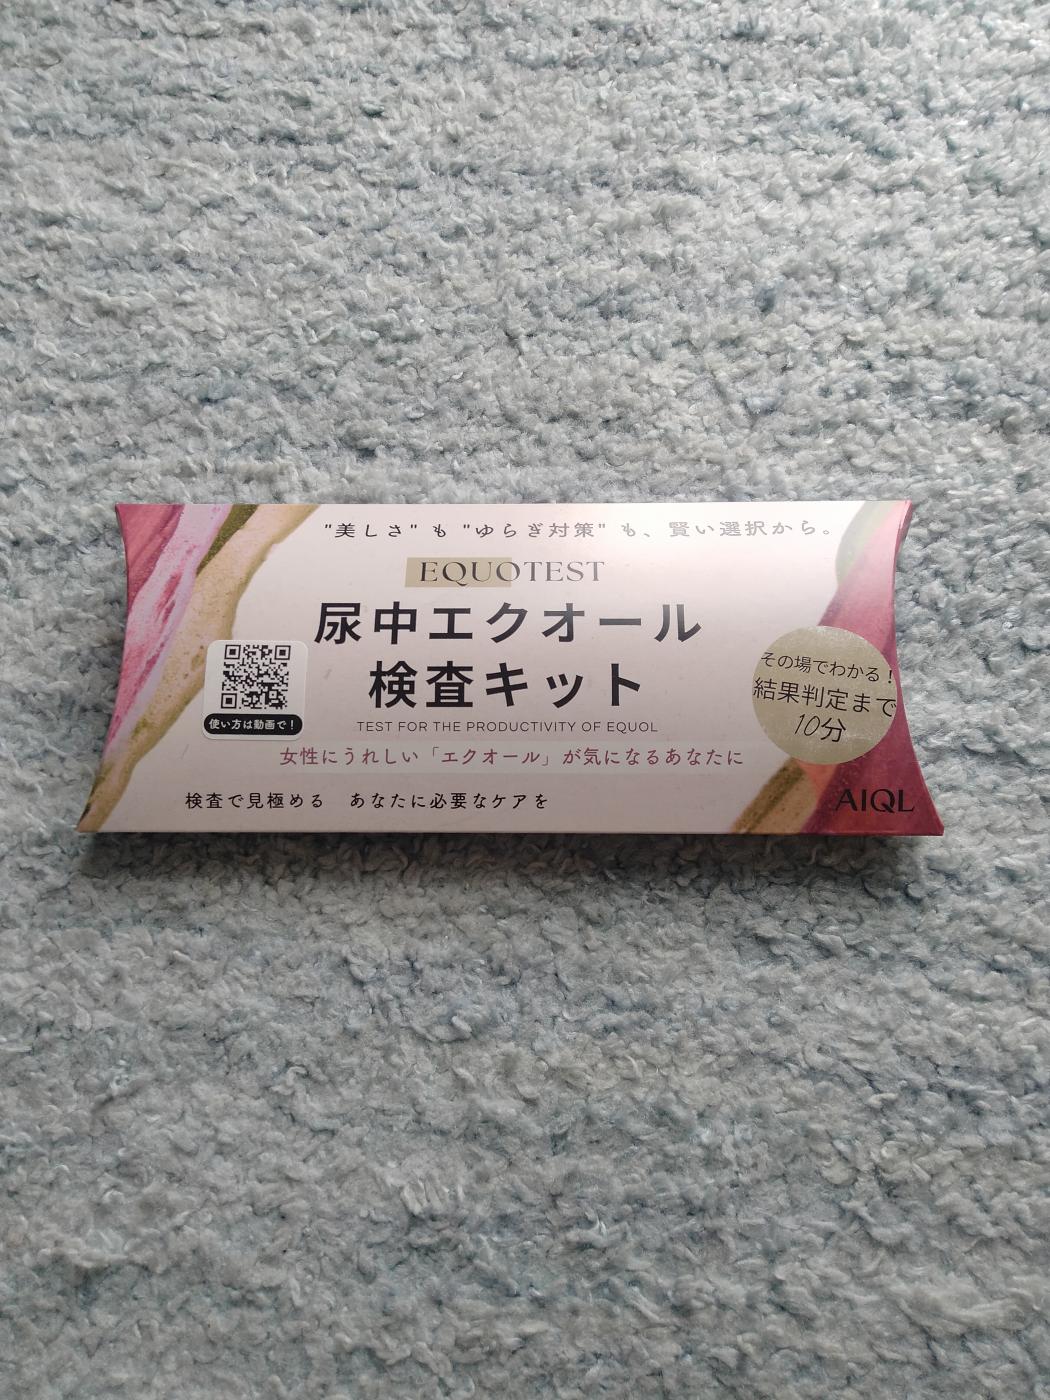 "美しさ" も "ゆらぎ対策" も、賢い選択から。
EQUOTEST
尿中エクオール
検査キット
TEST FOR THE PRODUCTIVITY OF EQUOL
女性にうれしい「エクオール」が気になるあなたに
検査で見極める あなたに必要なケアを
使い方は動画で！
その場でわかる！
結果判定まで
10分
AIQL